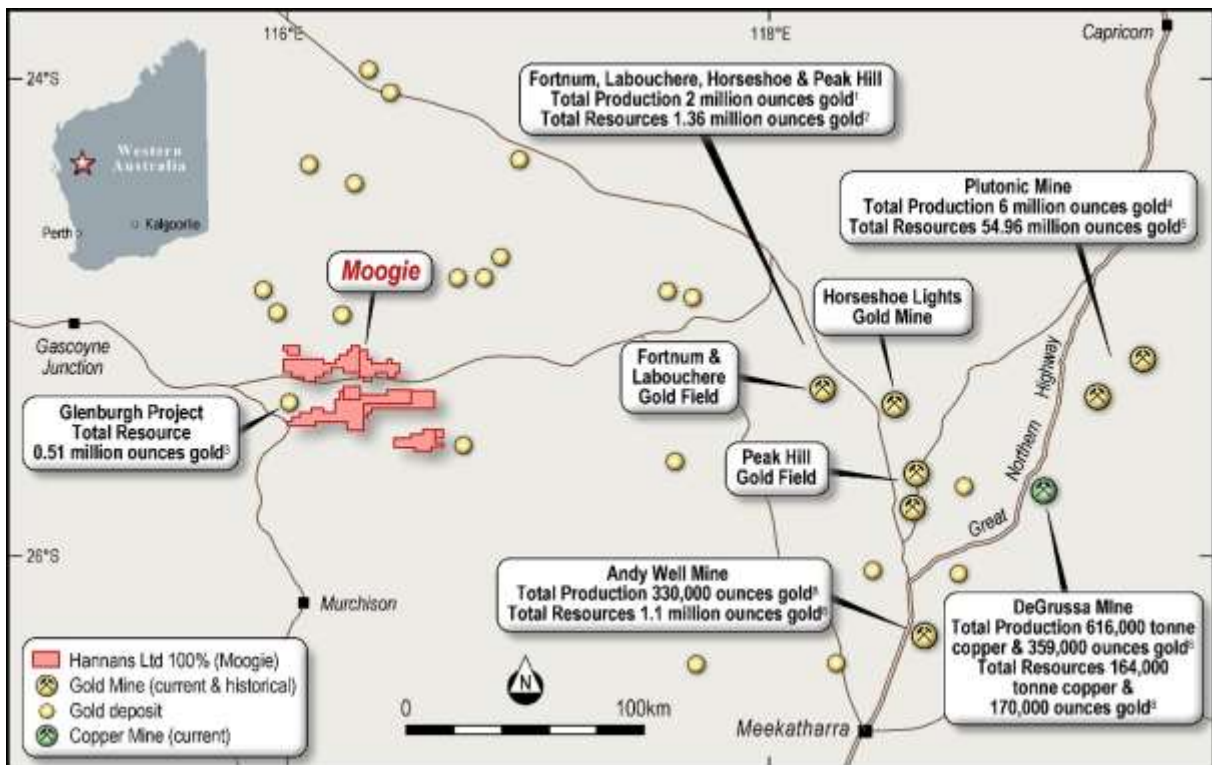 116°E
118°E
Capricorn
24°S
Fortnum, Labouchere, Horseshoe & Peak Hill
Total Production 2 million ounces gold¹
Total Resources 1.36 million ounces gold²
Western
Australia
Perth
Kalgoorlie
Plutonic Mine
Total Production 6 million ounces gold⁴
Total Resources 54.96 million ounces gold⁵
Moogie
Horseshoe Lights
Gold Mine
Gascoyne
Junction
Fortnum &
Labouchere
Gold Field
Glenburgh Project
Total Resource
0.51 million ounces gold³
Peak Hill
Gold Field
Great Northern Highway
26°S
Andy Well Mine
Total Production 330,000 ounces gold
Total Resources 1.1 million ounces gold
Murchison
DeGrussa Mine
Total Production 616,000 tonne
copper & 359,000 ounces gold
Total Resources 164,000
tonne copper &
170,000 ounces gold
Hannans Ltd 100% (Moogie)
Gold Mine (current & historical)
Gold deposit
Copper Mine (current)
N
0
100km
Meekatharra